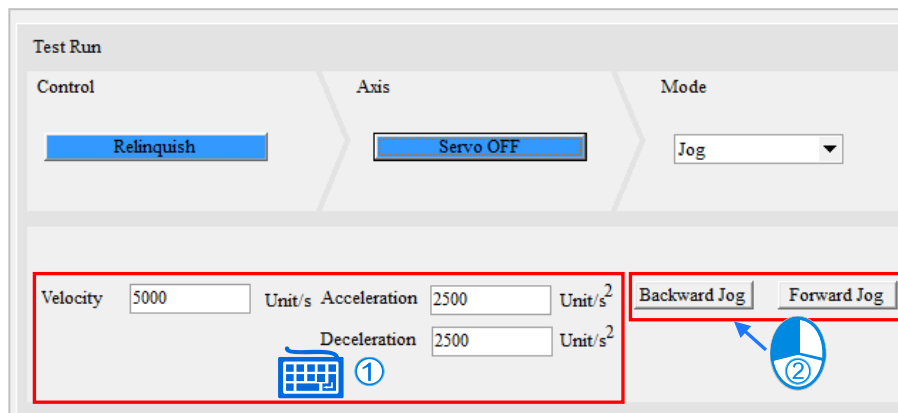 Test Run
Control Axis Mode
Relinquish Servo OFF Jog
Velocity 5000 Unit/s Acceleration 2500 Unit/s² Backward Jog Forward Jog
Deceleration 2500 Unit/s²
① ②